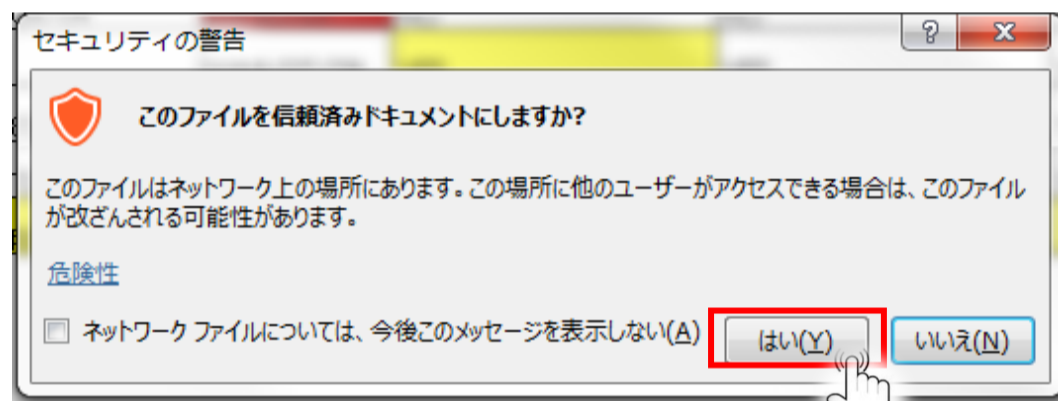 セキュリティの警告
このファイルを信頼済みドキュメントにしますか?
このファイルはネットワーク上の場所にあります。この場所に他のユーザーがアクセスできる場合は、このファイル
が改ざんされる可能性があります。
危険性
ネットワーク ファイルについては、今後このメッセージを表示しない(A)
はい(Y)
いいえ(N)